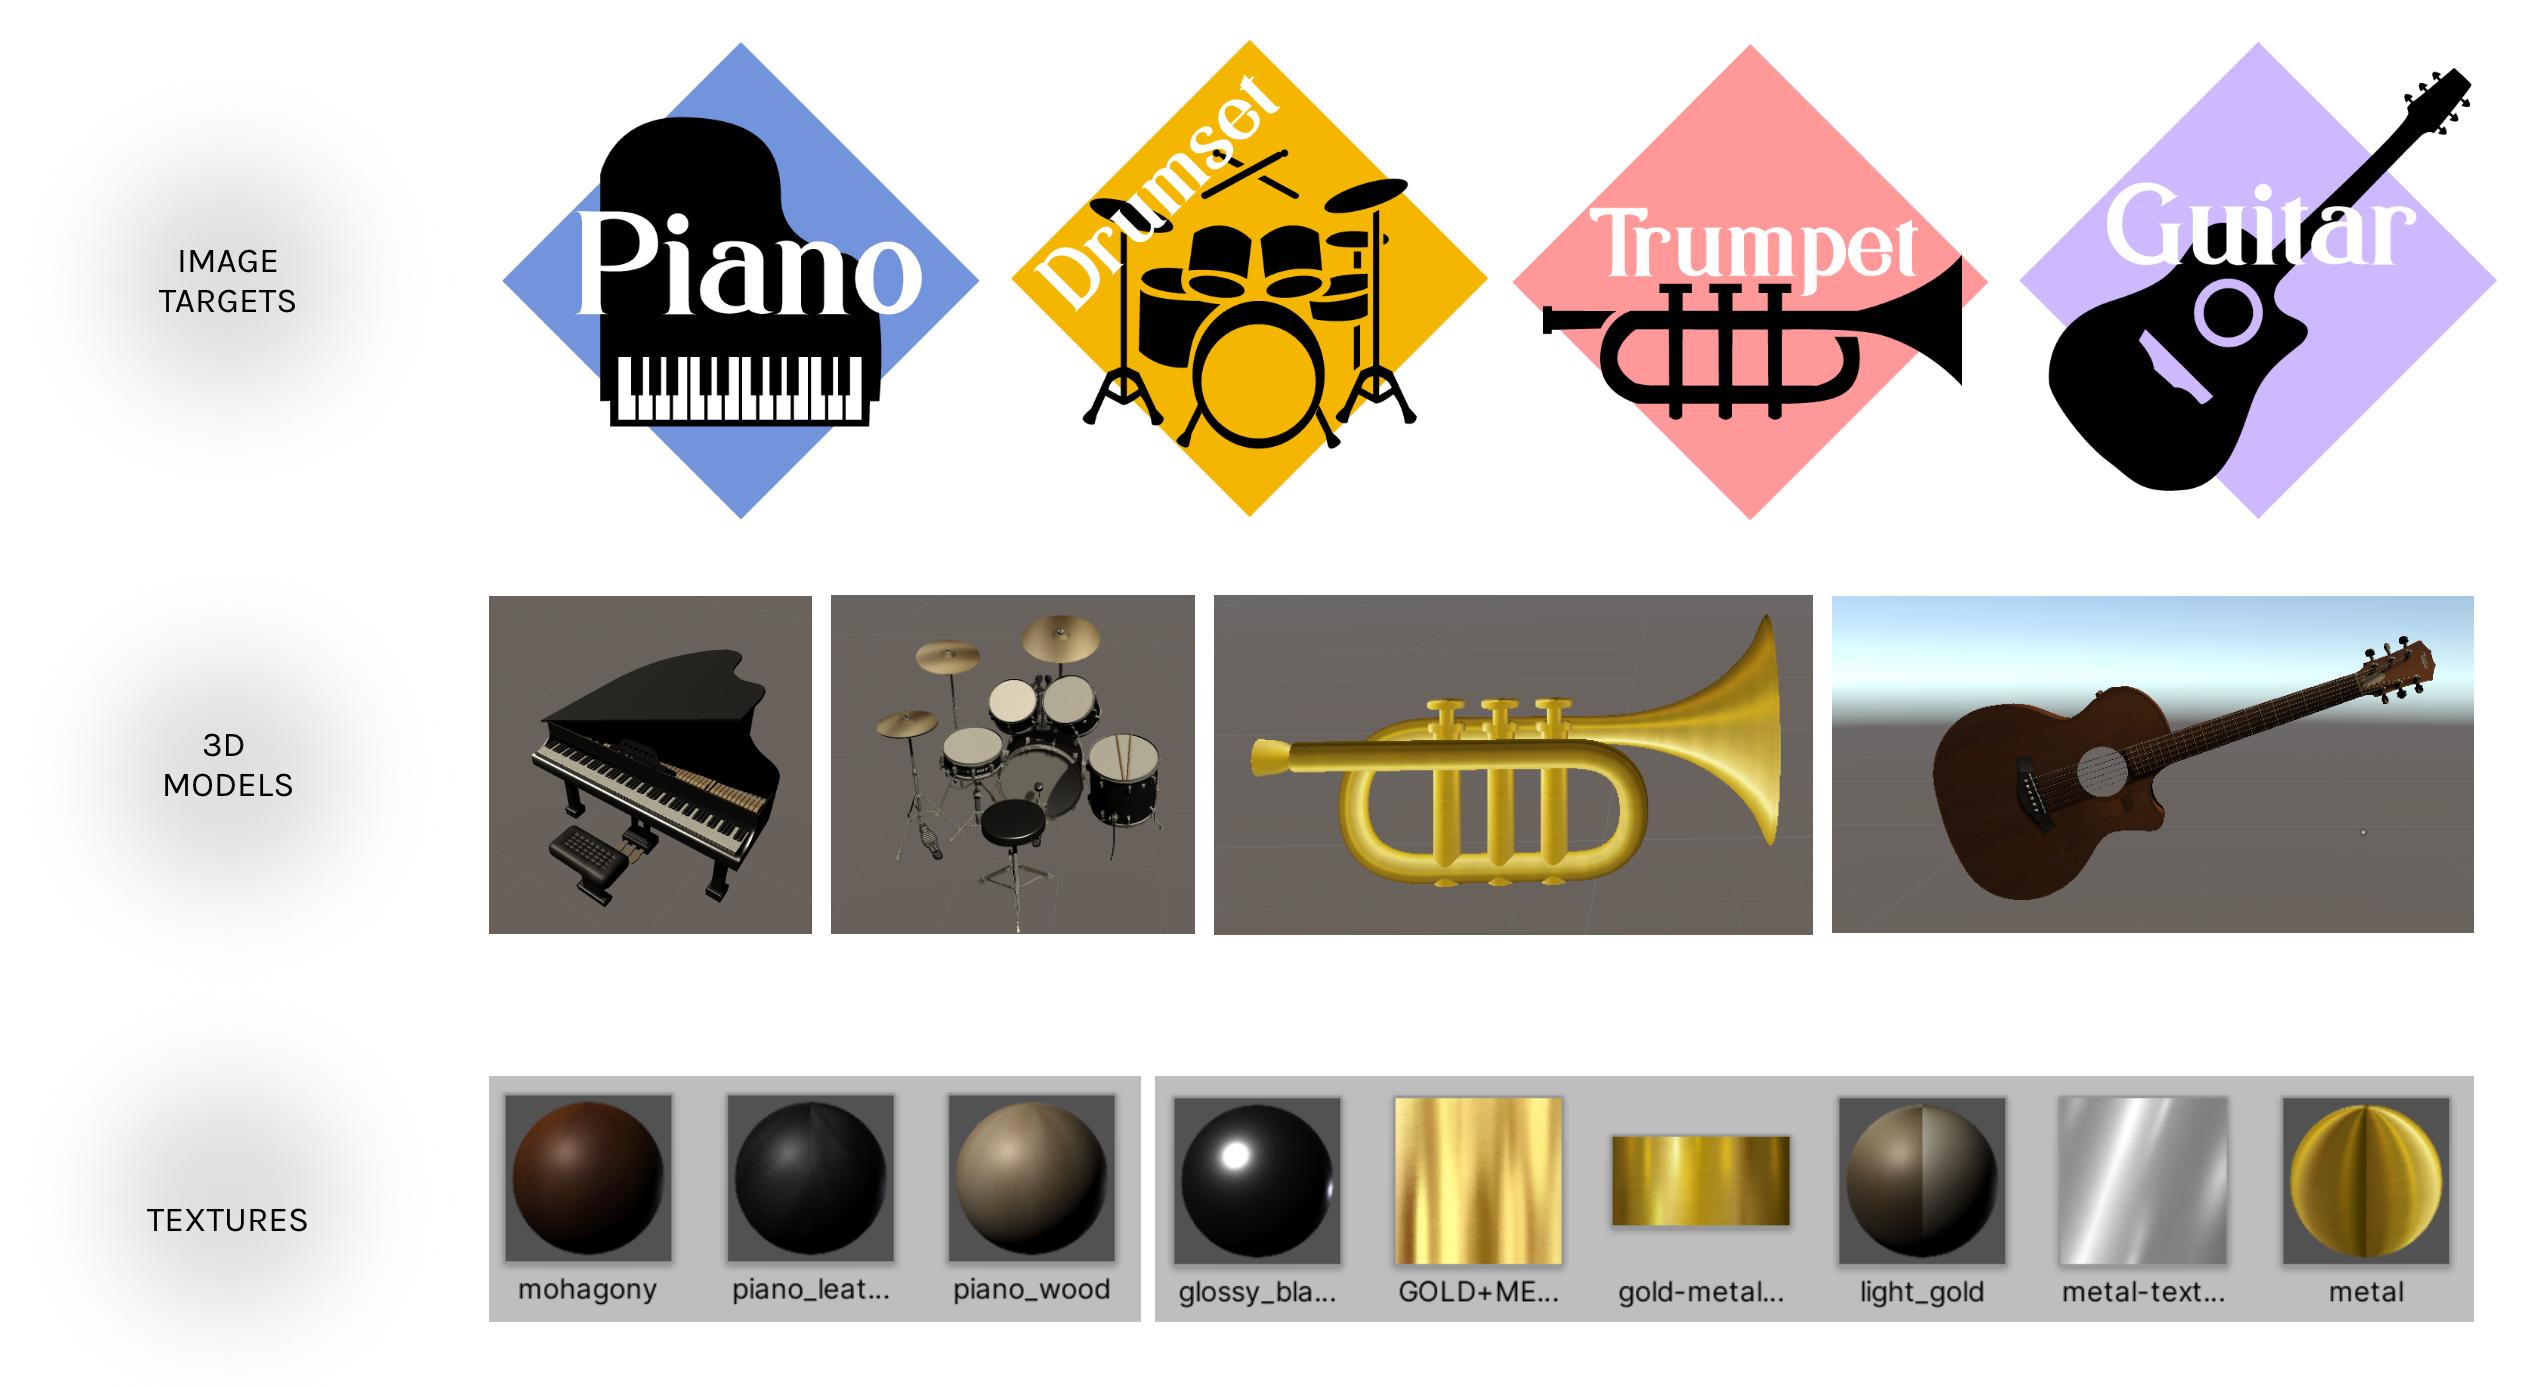 IMAGE
TARGETS
Piano
Drumset
Trumpet
Guitar
3D
MODELS
TEXTURES
mohagony
piano_leat...
piano_wood
glossy_bla...
GOLD+ME...
gold-metal...
light_gold
metal-text...
metal